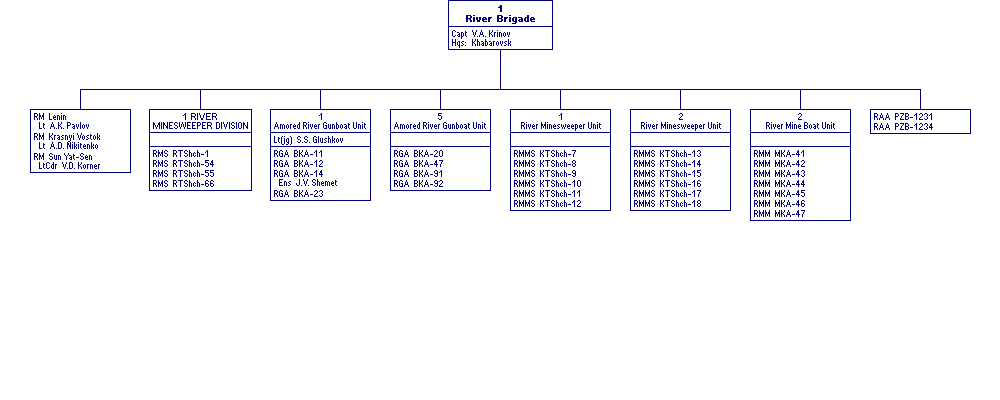 1
River Brigade
Capt V.A. Krinov
Hqs: Khabarovsk
RM Lenin
Lt A.K. Pavlov
RM Krasnyi Vostok
Lt A.D. Nikitenko
RM Sun Yat-Sen
LtCdr V.D. Korner
1 RIVER
MINESWEEPER DIVISION
RMS RTShch-1
RMS RTShch-54
RMS RTShch-55
RMS RTShch-66
1
Amored River Gunboat Unit
Lt(jg) S.S. Glushkov
RGA BKA-11
RGA BKA-12
RGA BKA-14
Ens J.V. Shemet
RGA BKA-23
5
Amored River Gunboat Unit
RGA BKA-20
RGA BKA-47
RGA BKA-91
RGA BKA-92
1
River Minesweeper Unit
RMMS KTShch-7
RMMS KTShch-8
RMMS KTShch-9
RMMS KTShch-10
RMMS KTShch-11
RMMS KTShch-12
2
River Minesweeper Unit
RMMS KTShch-13
RMMS KTShch-14
RMMS KTShch-15
RMMS KTShch-16
RMMS KTShch-17
RMMS KTShch-18
2
River Mine Boat Unit
RMM MKA-41
RMM MKA-42
RMM MKA-43
RMM MKA-44
RMM MKA-45
RMM MKA-46
RMM MKA-47
RAA PZB-1231
RAA PZB-1234